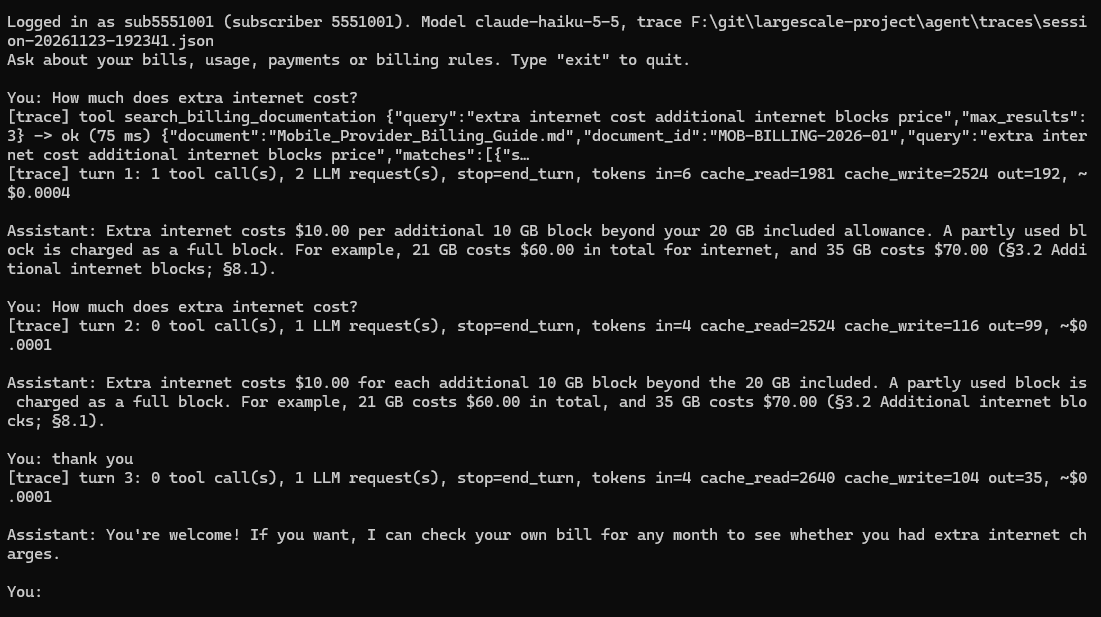 Logged in as sub5551001 (subscriber 5551001). Model claude-haiku-5-5, trace F:\git\largescale-project\agent\traces\sessi
on-20261123-192341.json
Ask about your bills, usage, payments or billing rules. Type "exit" to quit.
You: How much does extra internet cost?
[trace] tool search_billing_documentation {"query":"extra internet cost additional internet blocks price","max_results":
3} -> ok (75 ms) {"document":"Mobile_Provider_Billing_Guide.md","document_id":"MOB-BILLING-2026-01","query":"extra inter
net cost additional internet blocks price","matches":[{"s…
[trace] turn 1: 1 tool call(s), 2 LLM request(s), stop=end_turn, tokens in=6 cache_read=1981 cache_write=2524 out=192, ~
$0.0004
Assistant: Extra internet costs $10.00 per additional 10 GB block beyond your 20 GB included allowance. A partly used bl
ock is charged as a full block. For example, 21 GB costs $60.00 in total for internet, and 35 GB costs $70.00 (§3.2 Addi
tional internet blocks; §8.1).
You: How much does extra internet cost?
[trace] turn 2: 0 tool call(s), 1 LLM request(s), stop=end_turn, tokens in=4 cache_read=2524 cache_write=116 out=99, ~$0
.0001
Assistant: Extra internet costs $10.00 for each additional 10 GB block beyond the 20 GB included. A partly used block is
 charged as a full block. For example, 21 GB costs $60.00 in total, and 35 GB costs $70.00 (§3.2 Additional internet blo
cks; §8.1).
You: thank you
[trace] turn 3: 0 tool call(s), 1 LLM request(s), stop=end_turn, tokens in=4 cache_read=2640 cache_write=104 out=35, ~$0
.0001
Assistant: You're welcome! If you want, I can check your own bill for any month to see whether you had extra internet ch
arges.
You: